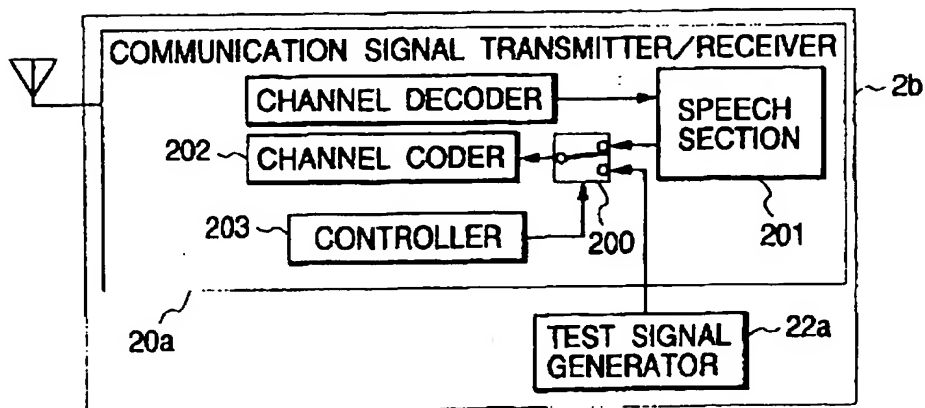 COMMUNICATION SIGNAL TRANSMITTER/RECEIVER
CHANNEL DECODER
SPEECH
SECTION
2b
202
CHANNEL CODER
203
CONTROLLER
200
201
20a
TEST SIGNAL
GENERATOR
22a